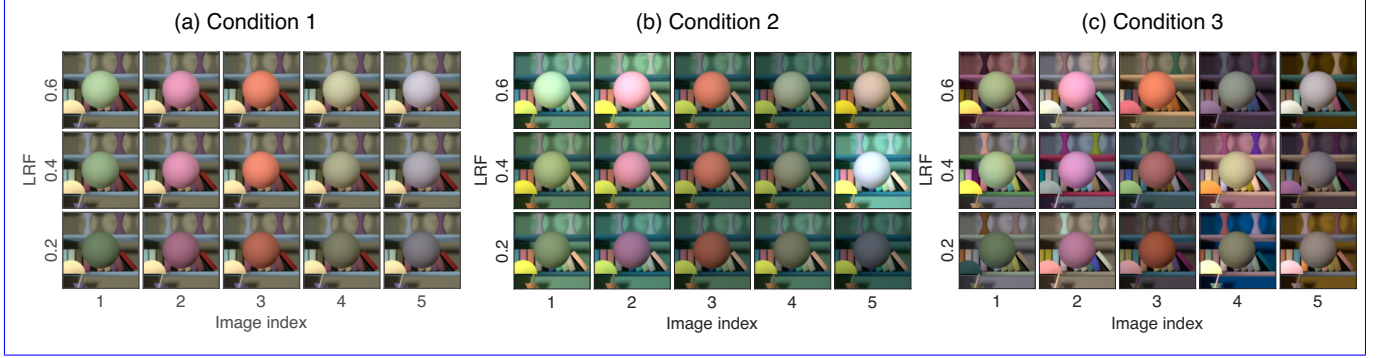 (a) Condition 1
(b) Condition 2
(c) Condition 3
LRF
0.6
0.4
0.2
1 2 3 4 5
Image index
LRF
0.6
0.4
0.2
1 2 3 4 5
Image index
LRF
0.6
0.4
0.2
1 2 3 4 5
Image index